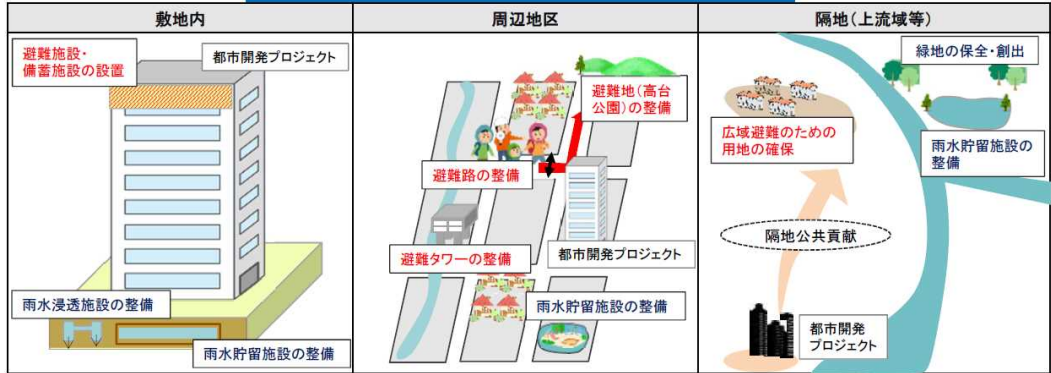 敷地内
避難施設・
備蓄施設の設置
都市開発プロジェクト
雨水浸透施設の整備
雨水貯留施設の整備
周辺地区
避難地（高台
公園）の整備
避難路の整備
避難タワーの整備
都市開発プロジェクト
雨水貯留施設の整備
隔地（上流域等）
緑地の保全・創出
広域避難のための
用地の確保
雨水貯留施設の
整備
隔地公共貢献
都市開発
プロジェクト